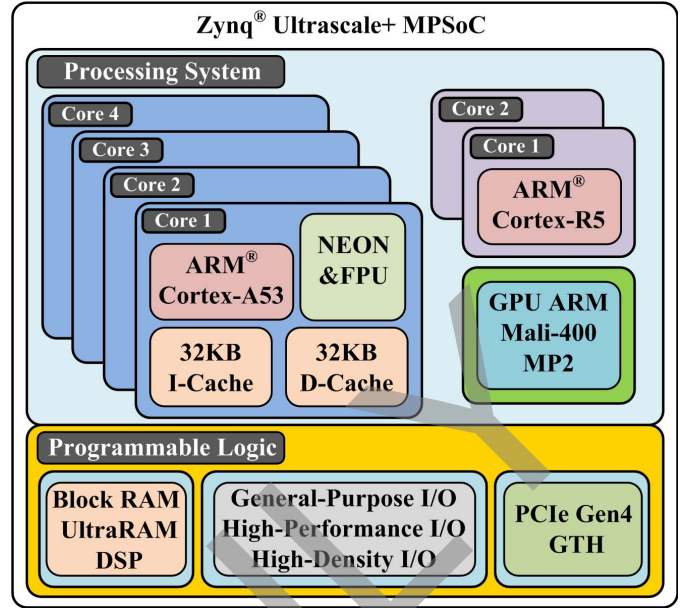 Zynq® Ultrascale+ MPSoC
Processing System
Core 4
Core 3
Core 2
Core 1
ARM®
Cortex-A53
NEON
&FPU
32KB
I-Cache
32KB
D-Cache
Core 2
Core 1
ARM®
Cortex-R5
GPU ARM
Mali-400
MP2
Programmable Logic
Block RAM
UltraRAM
DSP
General-Purpose I/O
High-Performance I/O
High-Density I/O
PCIe Gen4
GTH